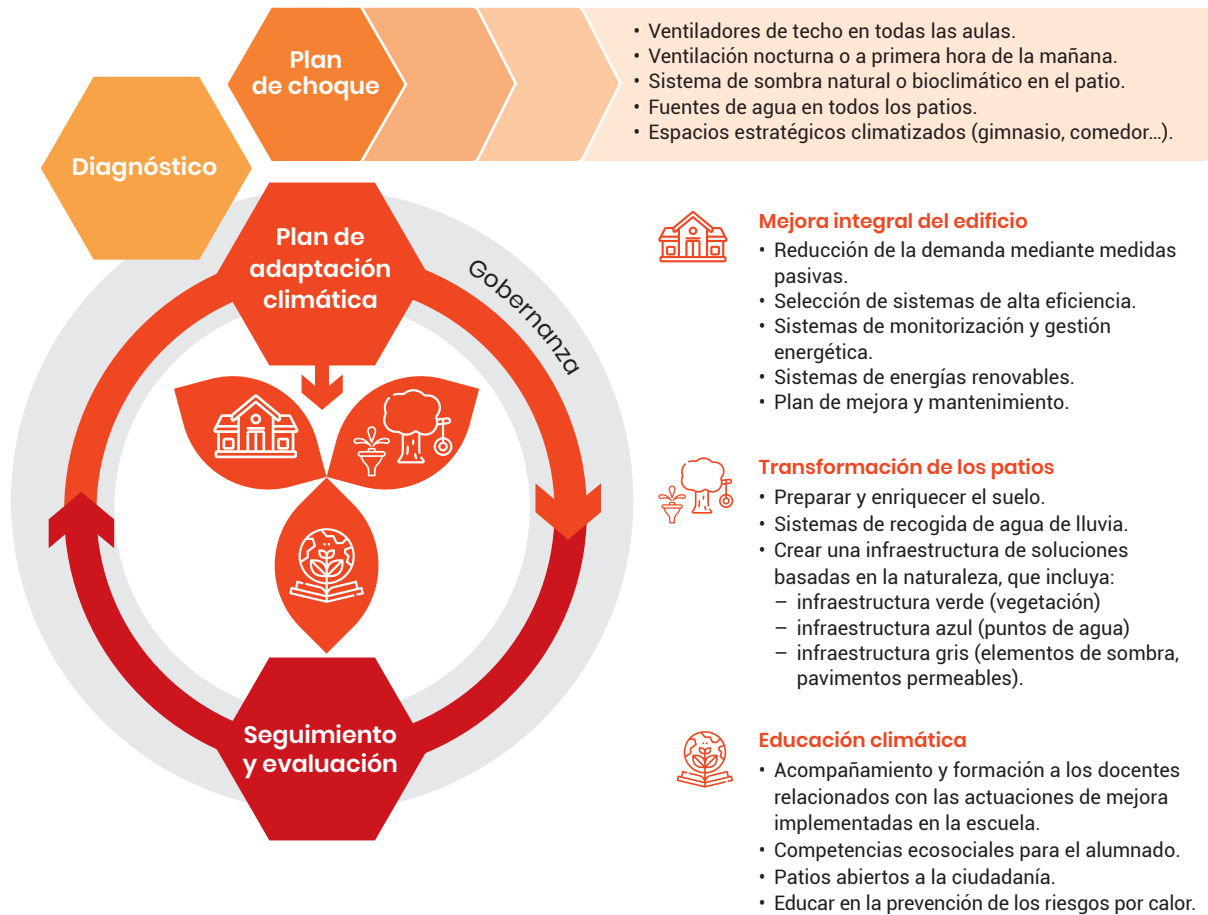 Plan
de choque
• Ventiladores de techo en todas las aulas.
• Ventilación nocturna o a primera hora de la mañana.
• Sistema de sombra natural o bioclimático en el patio.
• Fuentes de agua en todos los patios.
• Espacios estratégicos climatizados (gimnasio, comedor…).
Diagnóstico
Plan de
adaptación
climática
Gobernanza
Seguimiento
y evaluación
Mejora integral del edificio
• Reducción de la demanda mediante medidas
pasivas.
• Selección de sistemas de alta eficiencia.
• Sistemas de monitorización y gestión
energética.
• Sistemas de energías renovables.
• Plan de mejora y mantenimiento.
Transformación de los patios
• Preparar y enriquecer el suelo.
• Sistemas de recogida de agua de lluvia.
• Crear una infraestructura de soluciones
basadas en la naturaleza, que incluya:
– infraestructura verde (vegetación)
– infraestructura azul (puntos de agua)
– infraestructura gris (elementos de sombra,
pavimentos permeables).
Educación climática
• Acompañamiento y formación a los docentes
relacionados con las actuaciones de mejora
implementadas en la escuela.
• Competencias ecosociales para el alumnado.
• Patios abiertos a la ciudadanía.
• Educar en la prevención de los riesgos por calor.